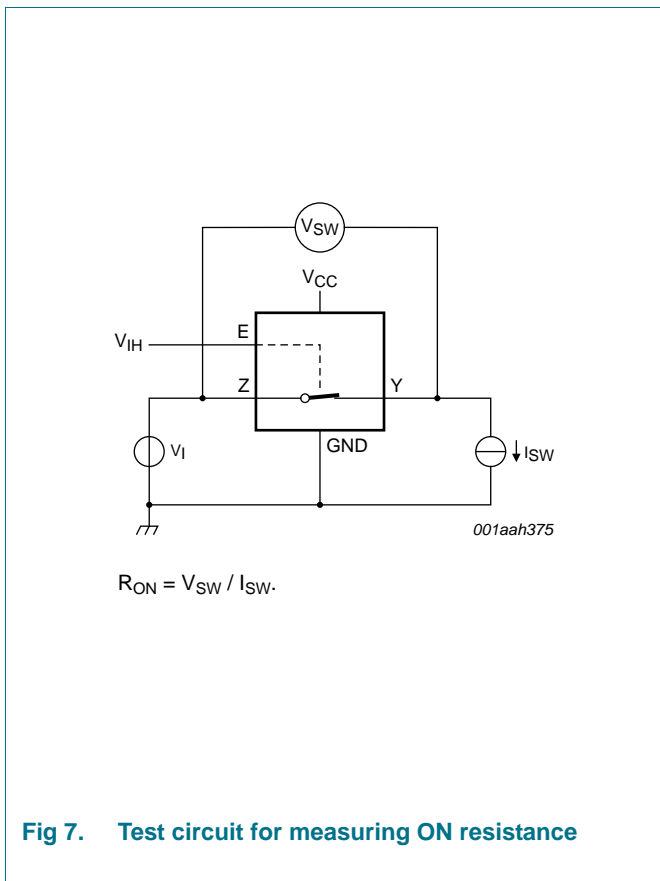 VSW
VCC
E
VIH
Z
Y
VI
GND
ISW
001aah375
RON = VSW / ISW.
Fig 7. Test circuit for measuring ON resistance